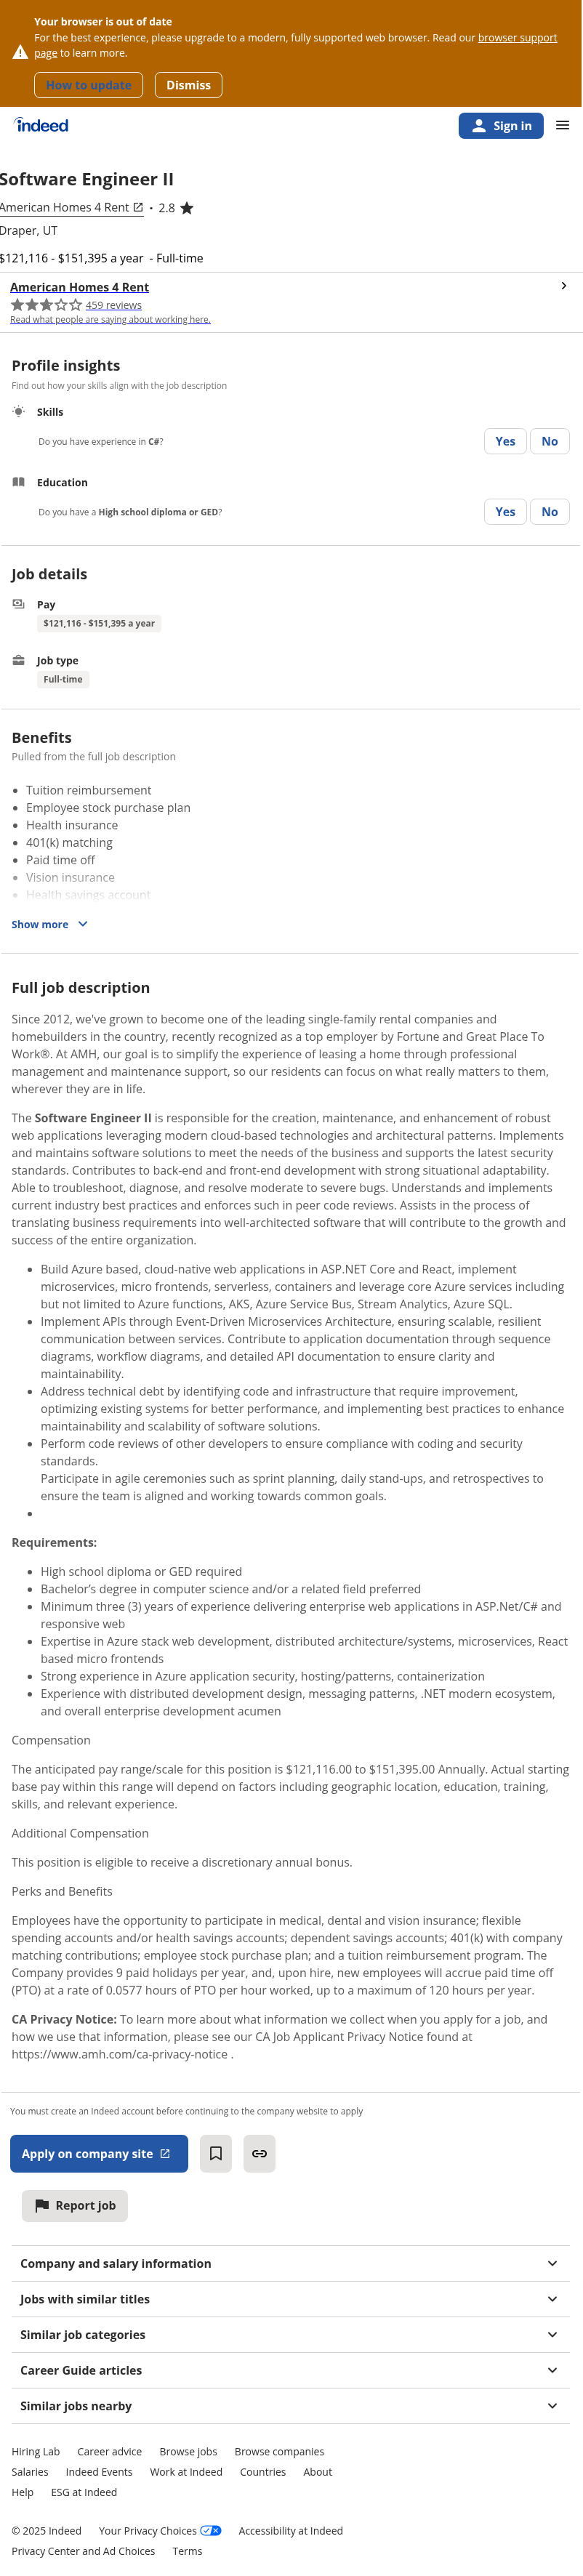 Your browser is out of date
For the best experience, please upgrade to a modern, fully supported web browser. Read our browser support
page to learn more.
How to update
Dismiss
indeed
Sign in
Software Engineer II
American Homes 4 Rent
2.8
Draper, UT
$121,116 - $151,395 a year - Full-time
American Homes 4 Rent
459 reviews
Read what people are saying about working here.
Profile insights
Find out how your skills align with the job description
Skills
Do you have experience in C#?
Yes
No
Education
Do you have a High school diploma or GED?
Yes
No
Job details
Pay
$121,116 - $151,395 a year
Job type
Full-time
Benefits
Pulled from the full job description
• Tuition reimbursement
• Employee stock purchase plan
• Health insurance
• 401(k) matching
• Paid time off
• Vision insurance
• Health savings account
Show more
Full job description
Since 2012, we've grown to become one of the leading single-family rental companies and
homebuilders in the country, recently recognized as a top employer by Fortune and Great Place To
Work®. At AMH, our goal is to simplify the experience of leasing a home through professional
management and maintenance support, so our residents can focus on what really matters to them,
wherever they are in life.
The Software Engineer II is responsible for the creation, maintenance, and enhancement of robust
web applications leveraging modern cloud-based technologies and architectural patterns. Implements
and maintains software solutions to meet the needs of the business and supports the latest security
standards. Contributes to back-end and front-end development with strong situational adaptability.
Able to troubleshoot, diagnose, and resolve moderate to severe bugs. Understands and implements
current industry best practices and enforces such in peer code reviews. Assists in the process of
translating business requirements into well-architected software that will contribute to the growth and
success of the entire organization.
• Build Azure based, cloud-native web applications in ASP.NET Core and React, implement
microservices, micro frontends, serverless, containers and leverage core Azure services including
but not limited to Azure functions, AKS, Azure Service Bus, Stream Analytics, Azure SQL.
• Implement APIs through Event-Driven Microservices Architecture, ensuring scalable, resilient
communication between services. Contribute to application documentation through sequence
diagrams, workflow diagrams, and detailed API documentation to ensure clarity and
maintainability.
• Address technical debt by identifying code and infrastructure that require improvement,
optimizing existing systems for better performance, and implementing best practices to enhance
maintainability and scalability of software solutions.
• Perform code reviews of other developers to ensure compliance with coding and security
standards.
Participate in agile ceremonies such as sprint planning, daily stand-ups, and retrospectives to
ensure the team is aligned and working towards common goals.
•
Requirements:
• High school diploma or GED required
• Bachelor’s degree in computer science and/or a related field preferred
• Minimum three (3) years of experience delivering enterprise web applications in ASP.Net/C# and
responsive web
• Expertise in Azure stack web development, distributed architecture/systems, microservices, React
based micro frontends
• Strong experience in Azure application security, hosting/patterns, containerization
• Experience with distributed development design, messaging patterns, .NET modern ecosystem,
and overall enterprise development acumen
Compensation
The anticipated pay range/scale for this position is $121,116.00 to $151,395.00 Annually. Actual starting
base pay within this range will depend on factors including geographic location, education, training,
skills, and relevant experience.
Additional Compensation
This position is eligible to receive a discretionary annual bonus.
Perks and Benefits
Employees have the opportunity to participate in medical, dental and vision insurance; flexible
spending accounts and/or health savings accounts; dependent savings accounts; 401(k) with company
matching contributions; employee stock purchase plan; and a tuition reimbursement program. The
Company provides 9 paid holidays per year, and, upon hire, new employees will accrue paid time off
(PTO) at a rate of 0.0577 hours of PTO per hour worked, up to a maximum of 120 hours per year.
CA Privacy Notice: To learn more about what information we collect when you apply for a job, and
how we use that information, please see our CA Job Applicant Privacy Notice found at
https://www.amh.com/ca-privacy-notice .
You must create an Indeed account before continuing to the company website to apply
Apply on company site
Report job
Company and salary information
Jobs with similar titles
Similar job categories
Career Guide articles
Similar jobs nearby
Hiring Lab Career advice Browse jobs Browse companies
Salaries Indeed Events Work at Indeed Countries About
Help ESG at Indeed
© 2025 Indeed Your Privacy Choices Accessibility at Indeed
Privacy Center and Ad Choices Terms